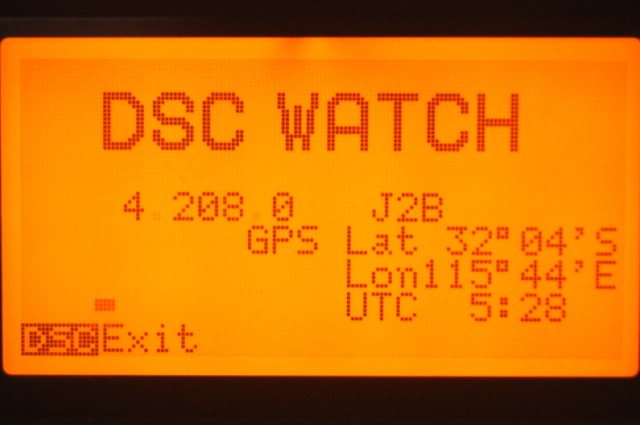 DSC WATCH
4.208.0 J2B
GPS Lat 32°04'S
Lon115°44'E
UTC 5:28
DSC Exit